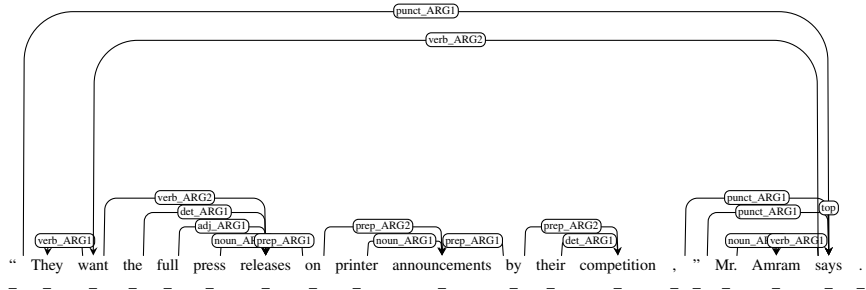 punct_ARG1
verb_ARG2
verb_ARG2 punct_ARG1
det_ARG1 punct_ARG1 top
adj_ARG1 prep_ARG2 prep_ARG2
verb_ARG1 prep_ARG1 noun_ARG1 prep_ARG1 det_ARG1 verb_ARG1
“ They want the full press releases on printer announcements by their competition , ” Mr. Amram says .
_ _ _ _ _ _ _ _ _ _ _ _ _ _ _ _ _ _ _